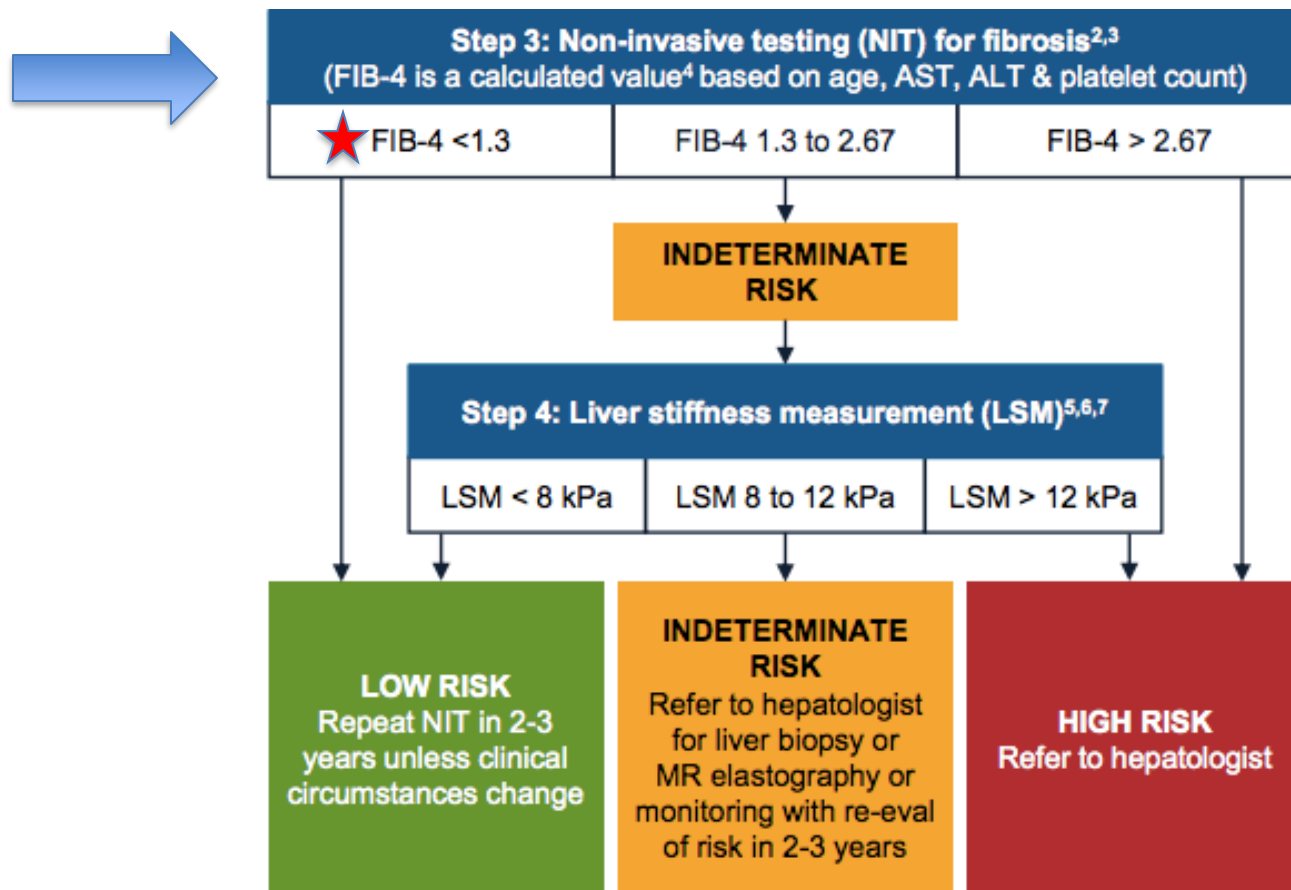 Step 3: Non-invasive testing (NIT) for fibrosis2,3
(FIB-4 is a calculated value4 based on age, AST, ALT & platelet count)
FIB-4 <1.3
FIB-4 1.3 to 2.67
FIB-4 > 2.67
INDETERMINATE
RISK
Step 4: Liver stiffness measurement (LSM)5,6,7
LSM < 8 kPa
LSM 8 to 12 kPa
LSM > 12 kPa
LOW RISK
Repeat NIT in 2-3
years unless clinical
circumstances change
INDETERMINATE
RISK
Refer to hepatologist
for liver biopsy or
MR elastography or
monitoring with re-eval
of risk in 2-3 years
HIGH RISK
Refer to hepatologist